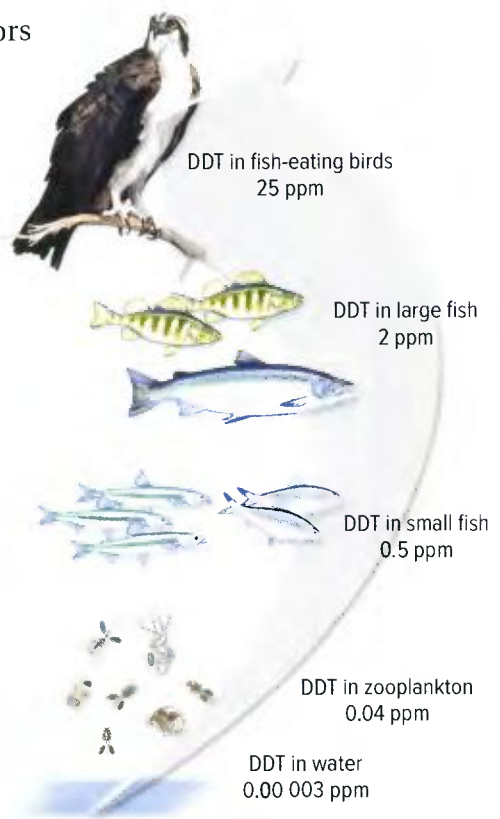 ors
DDT in fish-eating birds
25 ppm
DDT in large fish
2 ppm
DDT in small fish
0.5 ppm
DDT in zooplankton
0.04 ppm
DDT in water
0.00 003 ppm